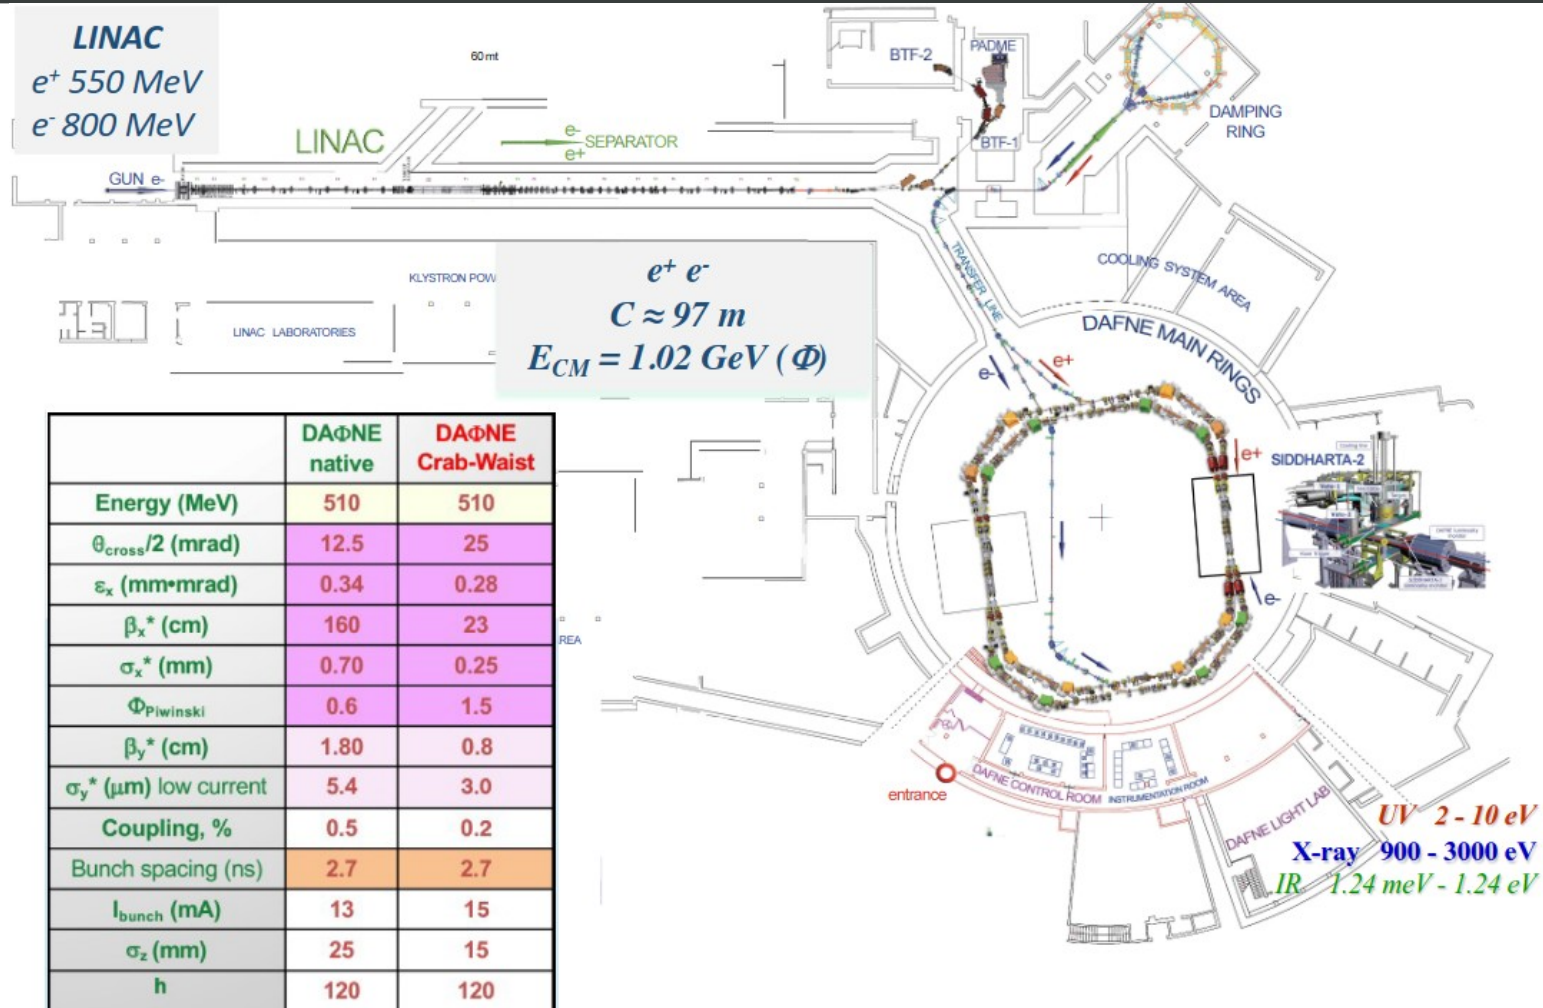 LINAC
e+ 550 MeV
e- 800 MeV
60 mt
LINAC
e-
e+
SEPARATOR
GUN e-
BTF-2
PADME
BTF-1
DAMPING
RING
KLYSTRON POW
LINAC LABORATORIES
TRANSFER LINE
COOLING SYSTEM AREA
DAFNE MAIN RINGS
e+ e-
C ≈ 97 m
E_CM = 1.02 GeV (Φ)
e-
e+
e+
SIDDHARTA-2
e-
REA
DAΦNE native	DAΦNE Crab-Waist
Energy (MeV)	510	510
θcross/2 (mrad)	12.5	25
εx (mm•mrad)	0.34	0.28
βx* (cm)	160	23
σx* (mm)	0.70	0.25
ΦPiwinski	0.6	1.5
βy* (cm)	1.80	0.8
σy* (μm) low current	5.4	3.0
Coupling, %	0.5	0.2
Bunch spacing (ns)	2.7	2.7
Ibunch (mA)	13	15
σz (mm)	25	15
h	120	120
entrance
DAFNE CONTROL ROOM
INSTRUMENTATION ROOM
DAFNE LIGHT LAB
UV 2 - 10 eV
X-ray 900 - 3000 eV
IR 1.24 meV - 1.24 eV